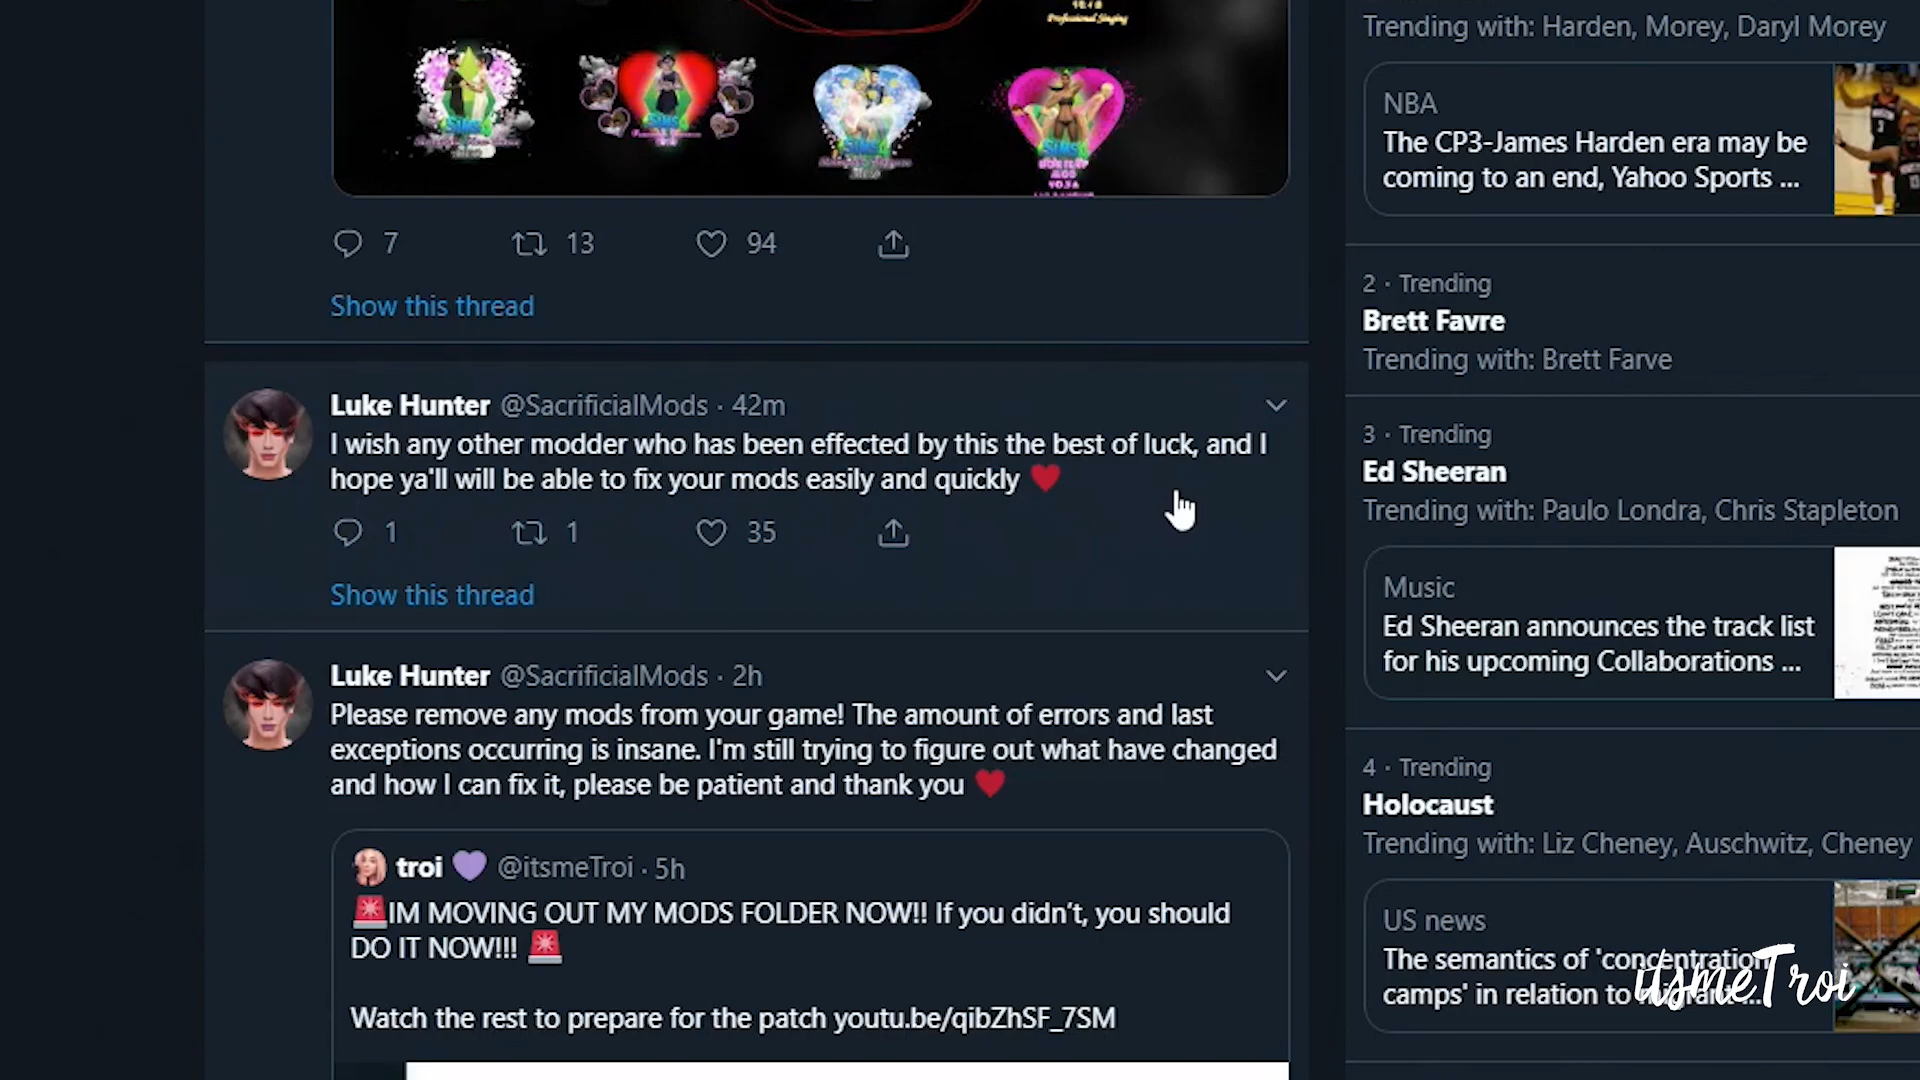 Professional Singing
SIMS
SIMS
SIMS
SIMS
7 13 94
Show this thread
Luke Hunter @SacrificialMods · 42m
I wish any other modder who has been effected by this the best of luck, and I
hope ya'll will be able to fix your mods easily and quickly ❤
1 1 35
Show this thread
Luke Hunter @SacrificialMods · 2h
Please remove any mods from your game! The amount of errors and last
exceptions occurring is insane. I'm still trying to figure out what have changed
and how I can fix it, please be patient and thank you ❤
troi 💜 @itsmeTroi · 5h
🚨IM MOVING OUT MY MODS FOLDER NOW!! If you didn't, you should
DO IT NOW!!! 🚨
Watch the rest to prepare for the patch youtu.be/qibZhSF_7SM
Trending with: Harden, Morey, Daryl Morey
NBA
The CP3-James Harden era may be
coming to an end, Yahoo Sports ...
2 · Trending
Brett Favre
Trending with: Brett Farve
3 · Trending
Ed Sheeran
Trending with: Paulo Londra, Chris Stapleton
Music
Ed Sheeran announces the track list
for his upcoming Collaborations ...
4 · Trending
Holocaust
Trending with: Liz Cheney, Auschwitz, Cheney
US news
The semantics of 'concentration
camps' in relation to migrant ...
itsmeTroi